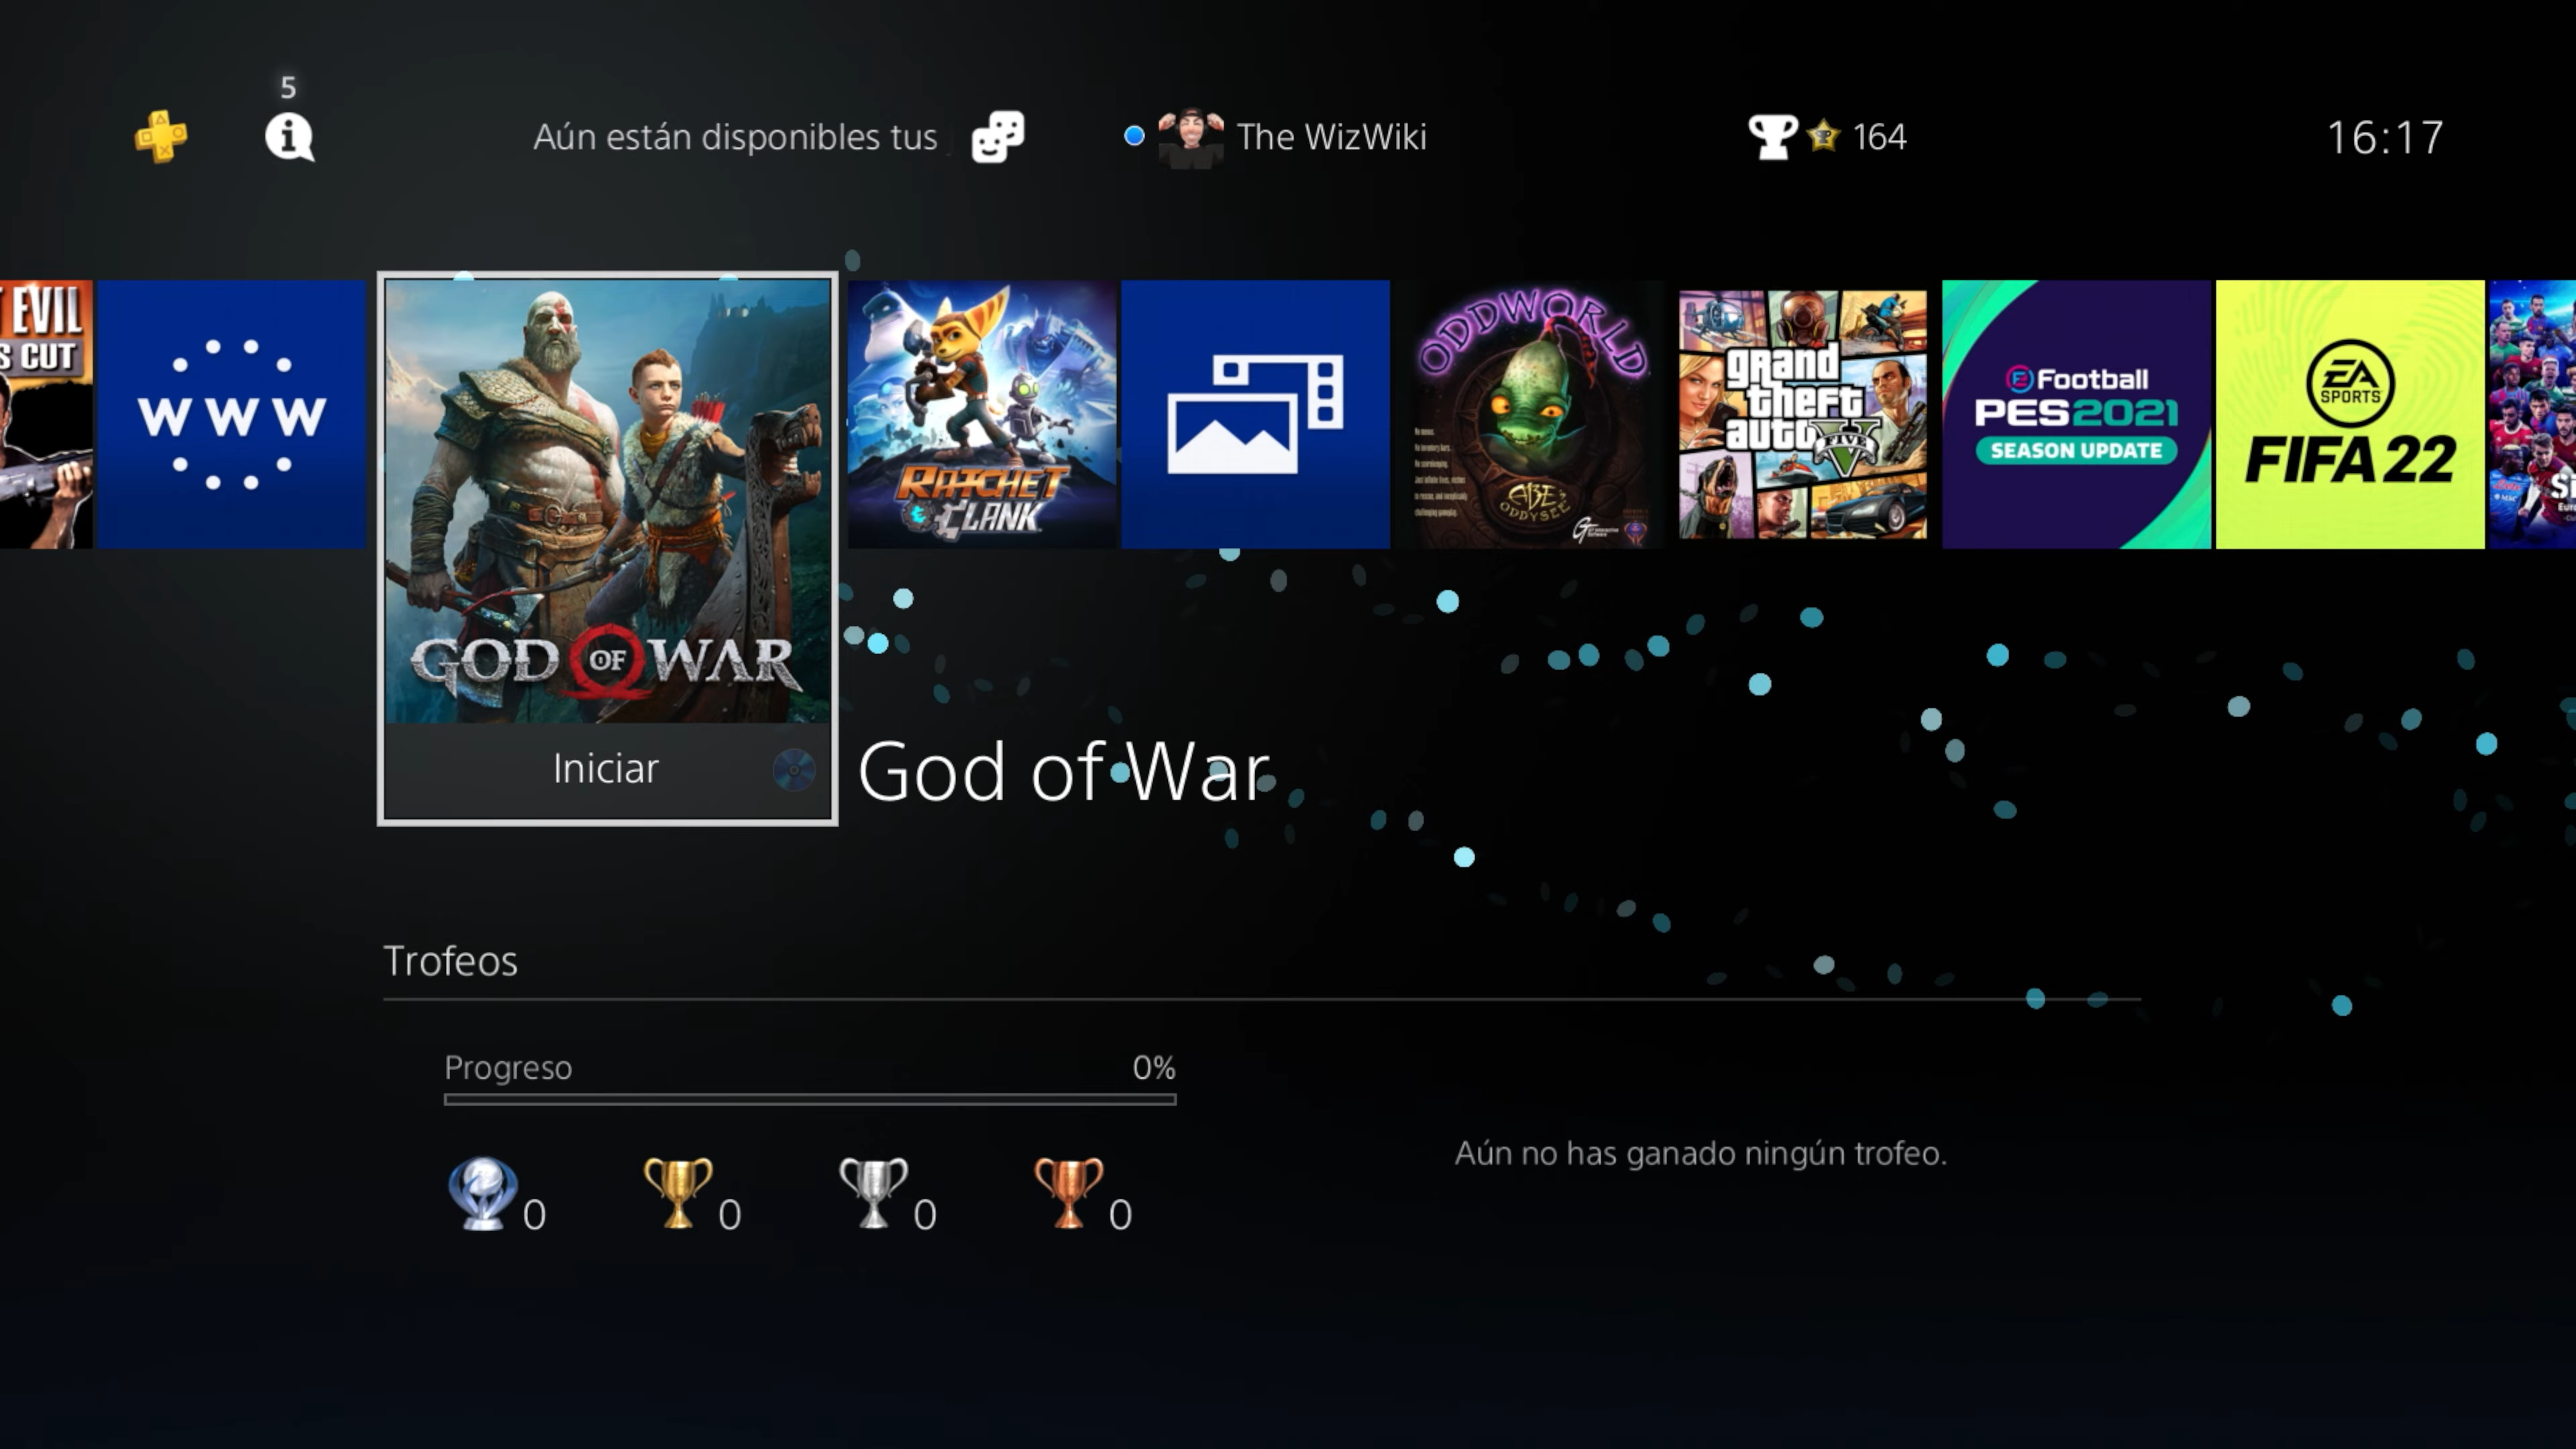 5
Aún están disponibles tus
The WizWiki
164
16:17
T EVIL
S CUT
WWW
GOD OF WAR
RATCHET
CLANK
ODDWORLD
ABE'S
ODDYSEE
grand
theft
auto
FIVE
eFootball
PES2021
SEASON UPDATE
EA
SPORTS
FIFA 22
Iniciar
God of War
Trofeos
Progreso
0%
0
0
0
0
Aún no has ganado ningún trofeo.